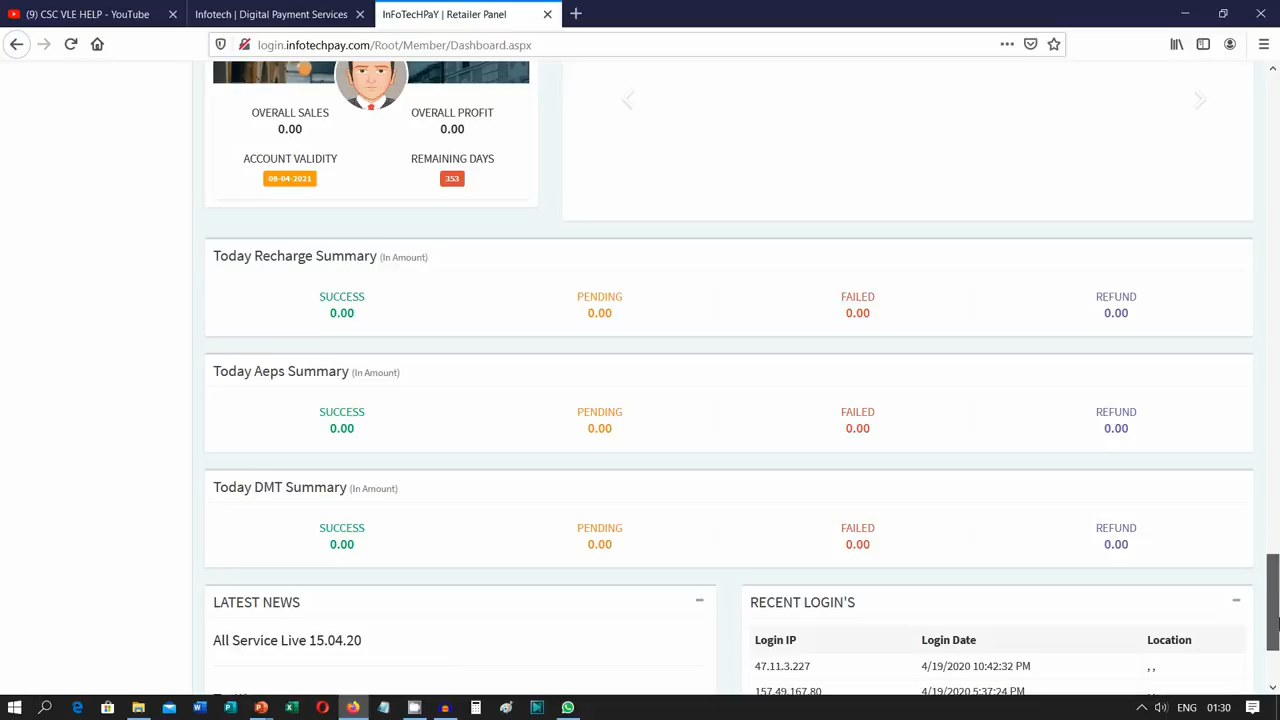 (9) CSC VLE HELP - YouTube
Infotech | Digital Payment Services
InFoTechPaY | Retailer Panel
login.infotechpay.com/Root/Member/Dashboard.aspx
OVERALL SALES
0.00
OVERALL PROFIT
0.00
ACCOUNT VALIDITY
08-04-2021
REMAINING DAYS
353
Today Recharge Summary (In Amount)
SUCCESS
0.00
PENDING
0.00
FAILED
0.00
REFUND
0.00
Today Aeps Summary (In Amount)
SUCCESS
0.00
PENDING
0.00
FAILED
0.00
REFUND
0.00
Today DMT Summary (In Amount)
SUCCESS
0.00
PENDING
0.00
FAILED
0.00
REFUND
0.00
LATEST NEWS
All Service Live 15.04.20
RECENT LOGIN'S
Login IP Login Date Location
47.11.3.227 4/19/2020 10:42:32 PM , ,
157.49.167.80 4/19/2020 5:37:24 PM
ENG 01:30